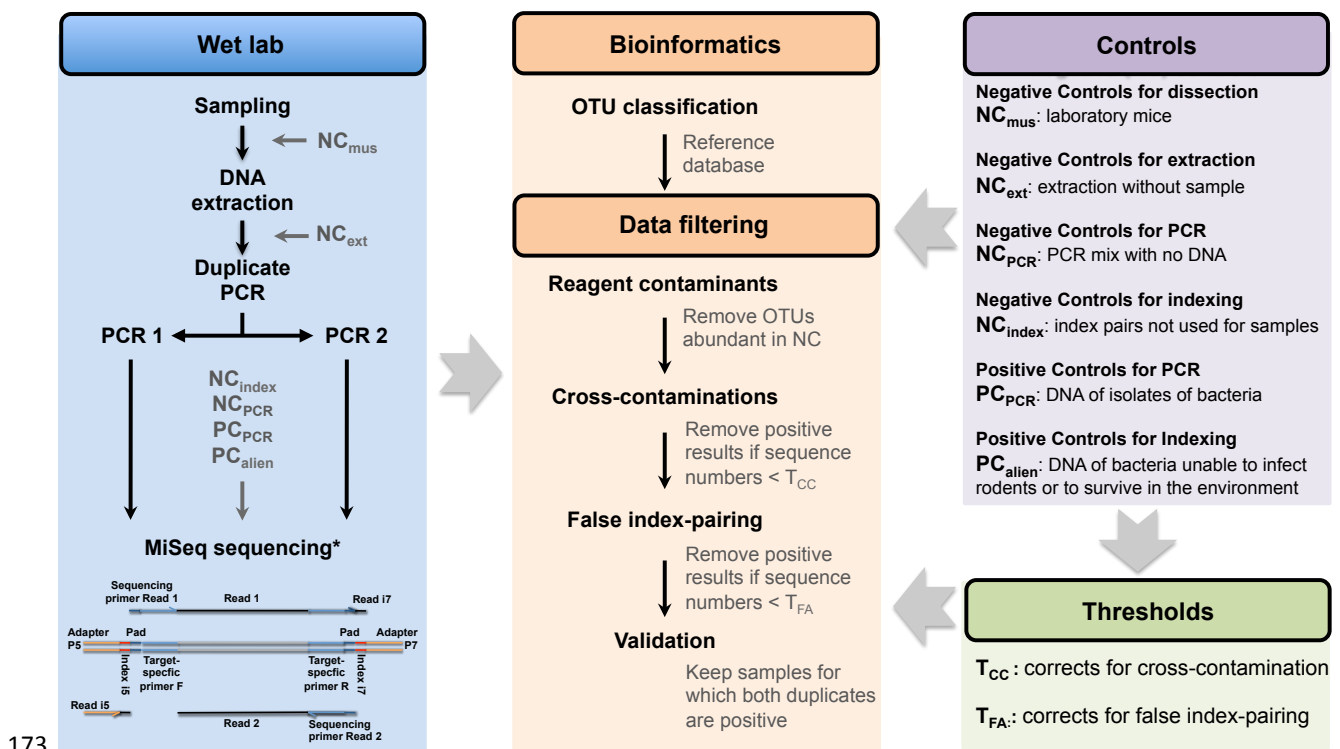 Wet lab
Sampling
NCmus
DNA
extraction
NCext
Duplicate
PCR
PCR 1
PCR 2
NCindex
NCPCR
PCPCR
PCalien
MiSeq sequencing*
Sequencing
primer Read 1
Read 1
Read i7
Adapter
P5
Pad
Pad
Adapter
P7
Index i5
Target-
specfic
primer F
Target-
specfic
primer R
Index i7
Read i5
Read 2
Sequencing
primer Read 2
Bioinformatics
OTU classification
Reference
database
Data filtering
Reagent contaminants
Remove OTUs
abundant in NC
Cross-contaminations
Remove positive
results if sequence
numbers < TCC
False index-pairing
Remove positive
results if sequence
numbers < TFA
Validation
Keep samples for
which both duplicates
are positive
Controls
Negative Controls for dissection
NCmus: laboratory mice
Negative Controls for extraction
NCext: extraction without sample
Negative Controls for PCR
NCPCR: PCR mix with no DNA
Negative Controls for indexing
NCindex: index pairs not used for samples
Positive Controls for PCR
PCPCR: DNA of isolates of bacteria
Positive Controls for Indexing
PCalien: DNA of bacteria unable to infect
rodents or to survive in the environment
Thresholds
TCC : corrects for cross-contamination
TFA:: corrects for false index-pairing
173